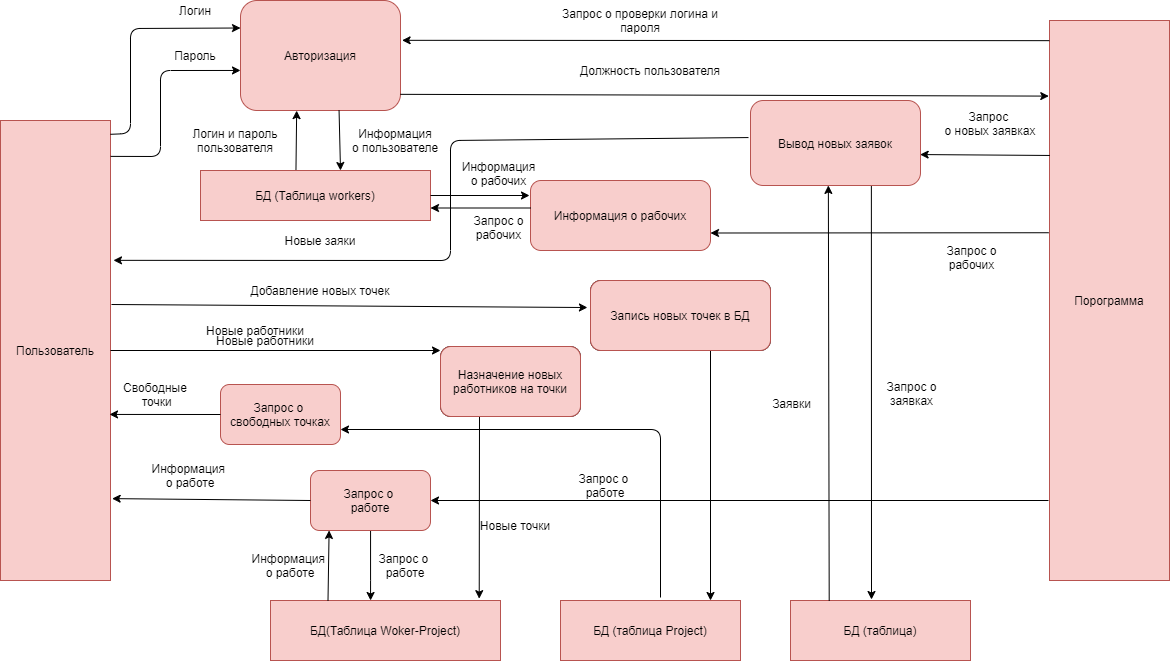 Логин
Запрос о проверки логина и
пароля
Пароль
Авторизация
Должность пользователя
Логин и пароль
пользователя
Информация
о пользователе
Запрос
о новых заявках
Вывод новых заявок
Информация
о рабочих
БД (Таблица workers)
Информация о рабочих
Запрос о
рабочих
Новые заяки
Запрос о
рабочих
Добавление новых точек
Запись новых точек в БД
Порограмма
Новые работники
Новые работники
Пользователь
Назначение новых
работников на точки
Свободные
точки
Запрос о
свободных точках
Заявки
Запрос о
заявках
Информация
о работе
Запрос о
работе
Запрос о
работе
Новые точки
Информация
о работе
Запрос о
работе
БД(Таблица Woker-Project)
БД (таблица Project)
БД (таблица)